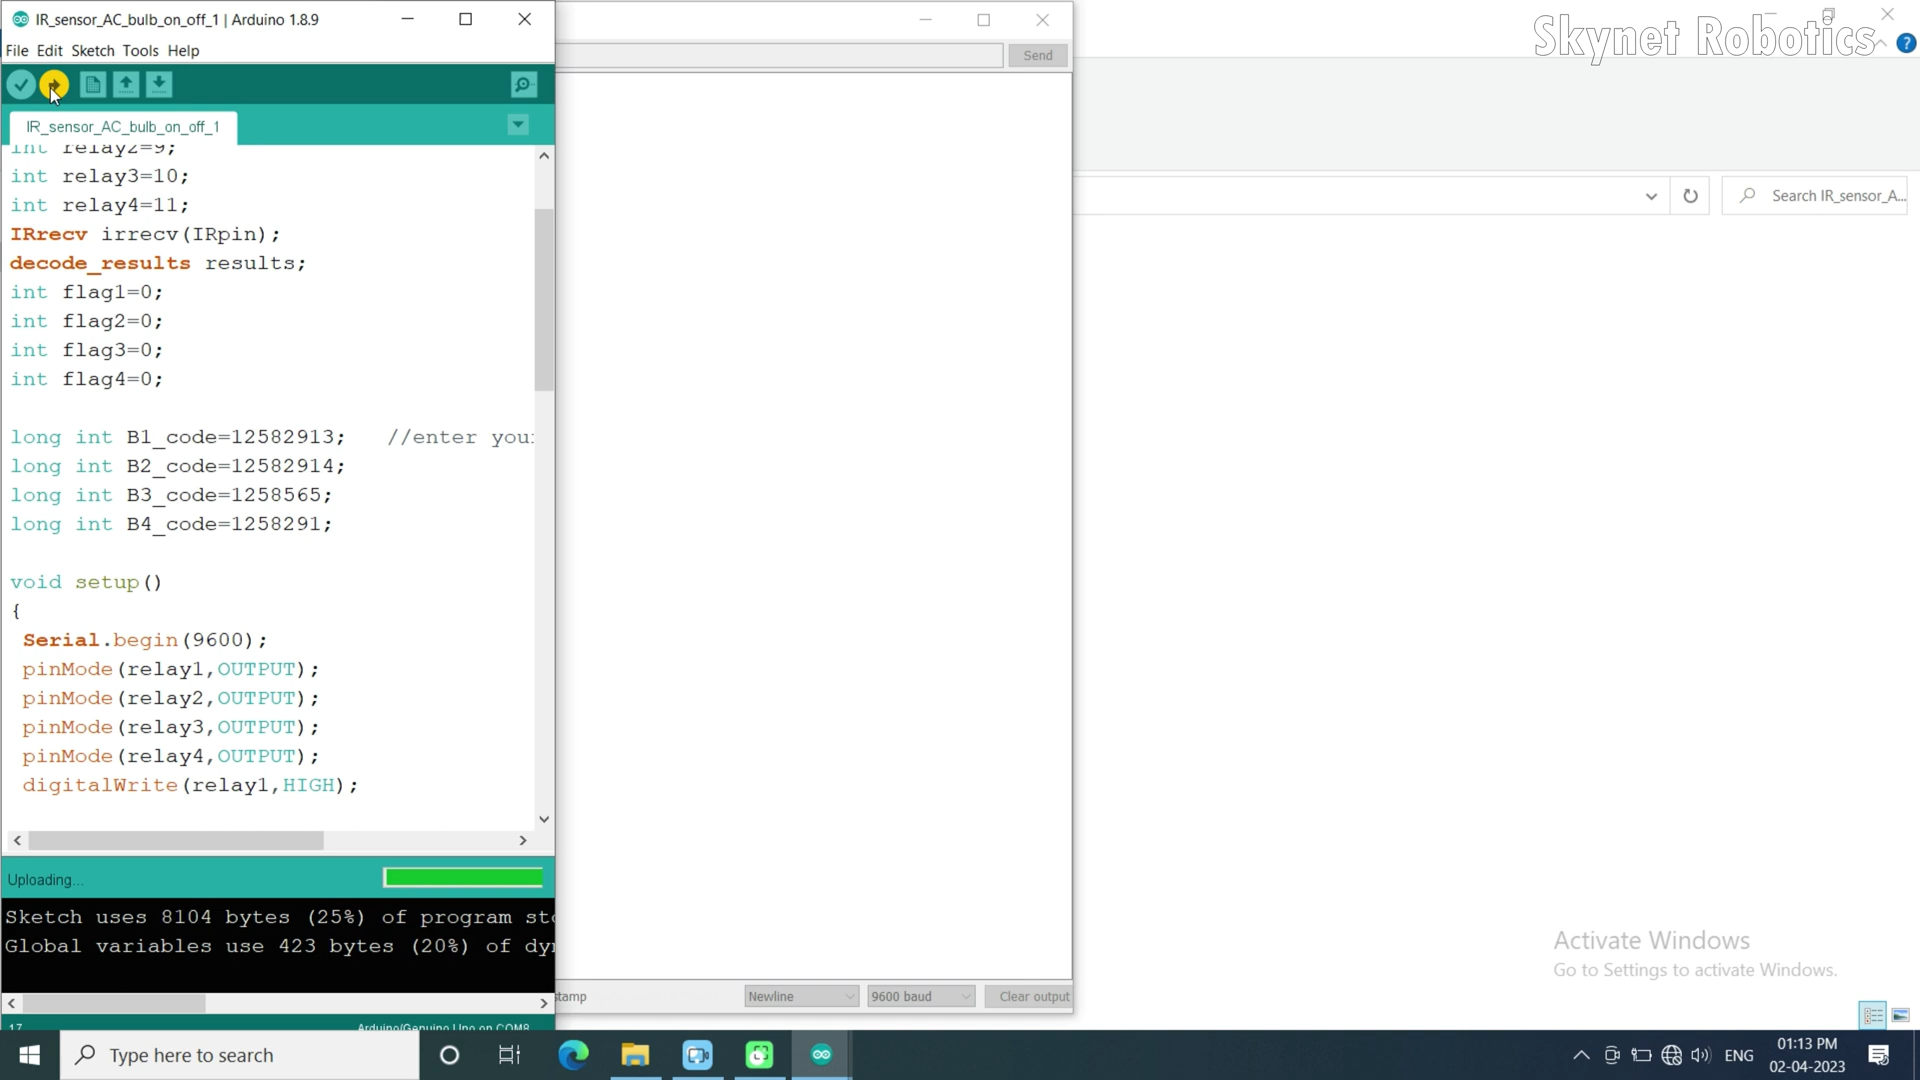 IR_sensor_AC_bulb_on_off_1 | Arduino 1.8.9
File Edit Sketch Tools Help
IR_sensor_AC_bulb_on_off_1
int relay2=9;
int relay3=10;
int relay4=11;
IRrecv irrecv(IRpin);
decode_results results;
int flag1=0;
int flag2=0;
int flag3=0;
int flag4=0;
long int B1_code=12582913;   //enter your
long int B2_code=12582914;
long int B3_code=1258565;
long int B4_code=1258291;
void setup()
{
Serial.begin(9600);
pinMode(relay1,OUTPUT);
pinMode(relay2,OUTPUT);
pinMode(relay3,OUTPUT);
pinMode(relay4,OUTPUT);
digitalWrite(relay1,HIGH);
Uploading...
Sketch uses 8104 bytes (25%) of program sto
Global variables use 423 bytes (20%) of dyn
17 Arduino/Genuino Uno on COM8
Send
stamp Newline 9600 baud Clear output
Skynet Robotics
?
Search IR_sensor_A...
Activate Windows
Go to Settings to activate Windows.
Type here to search
ENG
01:13 PM
02-04-2023